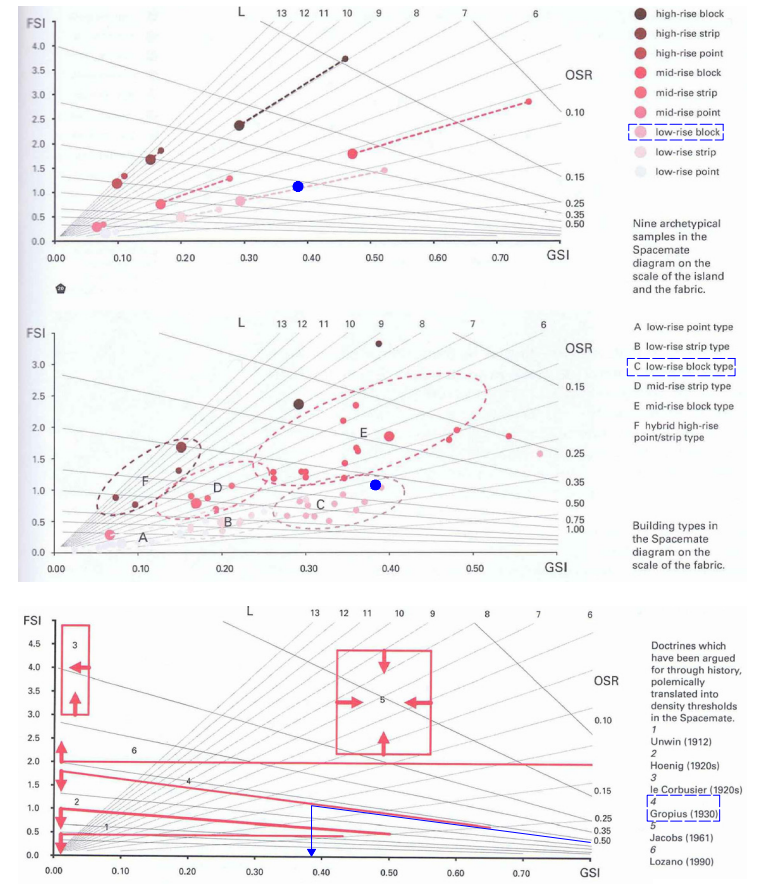 L 13 12 11 10 9 8 7 6
FSI
4.0
3.5
3.0
2.5
2.0
1.5
1.0
0.5
0.0
OSR
0.10
0.15
0.25
0.35
0.50
0.00 0.10 0.20 0.30 0.40 0.50 0.60 0.70 GSI
high-rise block
high-rise strip
high-rise point
mid-rise block
mid-rise strip
mid-rise point
low-rise block
low-rise strip
low-rise point
Nine archetypical
samples in the
Spacemate
diagram on the
scale of the island
and the fabric.
L 13 12 11 10 9 8 7 6
FSI
3.0
2.5
2.0
1.5
1.0
0.5
0.0
OSR
0.15
0.25
0.35
0.50
0.75
1.00
E
F
D
C
B
A
0.00 0.10 0.20 0.30 0.40 0.50 GSI
A low-rise point type
B low-rise strip type
C low-rise block type
D mid-rise strip type
E mid-rise block type
F hybrid high-rise
point/strip type
Building types in
the Spacemate
diagram on the
scale of the fabric.
L 13 12 11 10 9 8 7 6
FSI
4.5
4.0
3.5
3.0
2.5
2.0
1.5
1.0
0.5
0.0
OSR
0.10
0.15
0.25
0.35
0.50
3
5
6
4
2
1
0.00 0.10 0.20 0.30 0.40 0.50 0.60 0.70 GSI
Doctrines which
have been argued
for through history,
polemically
translated into
density thresholds
in the Spacemate.
1
Unwin (1912)
2
Hoenig (1920s)
3
le Corbusier (1920s)
4
Gropius (1930)
5
Jacobs (1961)
6
Lozano (1990)